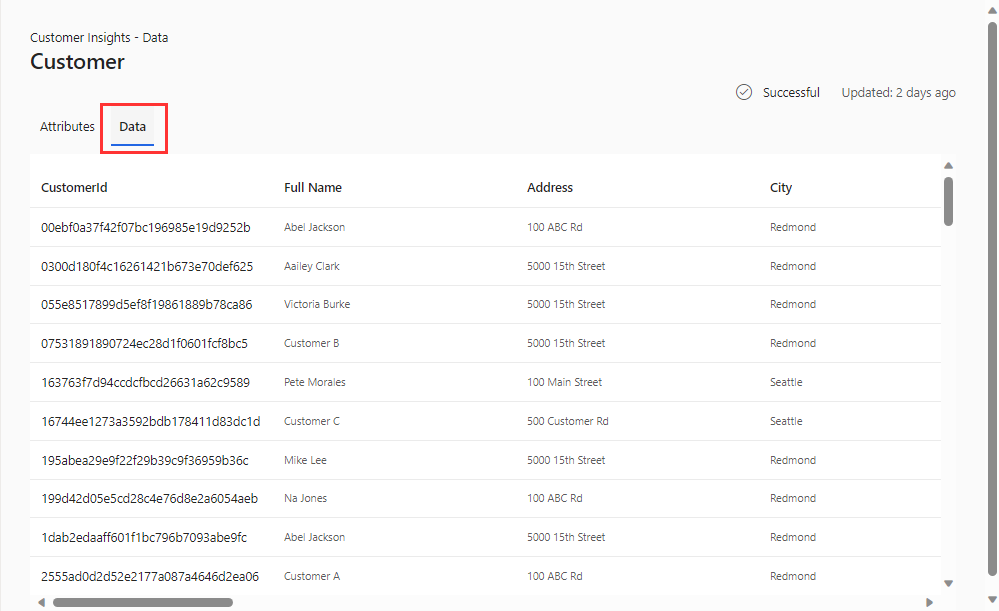 Customer Insights - Data
Customer
Successful Updated: 2 days ago
Attributes Data
CustomerId Full Name Address City
00ebf0a37f42f07bc196985e19d9252b Abel Jackson 100 ABC Rd Redmond
0300d180f4c16261421b673e70def625 Aailey Clark 5000 15th Street Redmond
055e8517899d5ef8f19861889b78ca86 Victoria Burke 5000 15th Street Redmond
07531891890724ec28d1f0601fcf8bc5 Customer B 5000 15th Street Redmond
163763f7d94ccdcfbcd26631a62c9589 Pete Morales 100 Main Street Seattle
16744ee1273a3592bdb178411d83dc1d Customer C 500 Customer Rd Seattle
195abea29e9f22f29b39c9f36959b36c Mike Lee 5000 15th Street Redmond
199d42d05e5cd28c4e76d8e2a6054aeb Na Jones 100 ABC Rd Redmond
1dab2edaaff601f1bc796b7093abe9fc Abel Jackson 5000 15th Street Redmond
2555ad0d2d52e2177a087a4646d2ea06 Customer A 100 ABC Rd Redmond